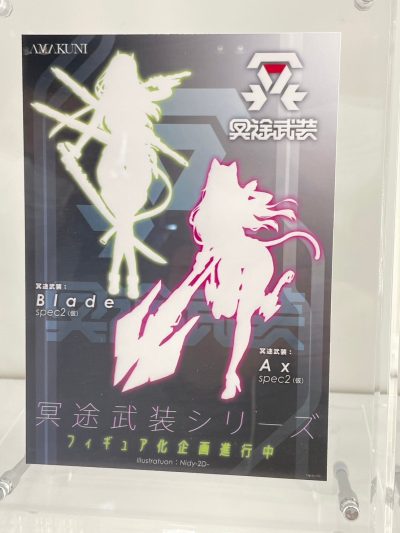 AMAKUNI
冥途武装
冥途武装：
Blade
spec2（仮）
冥途武装：
Ax
spec2（仮）
冥途武装シリーズ
フィギュア化企画進行中
illustratuon：Nidy-2D-